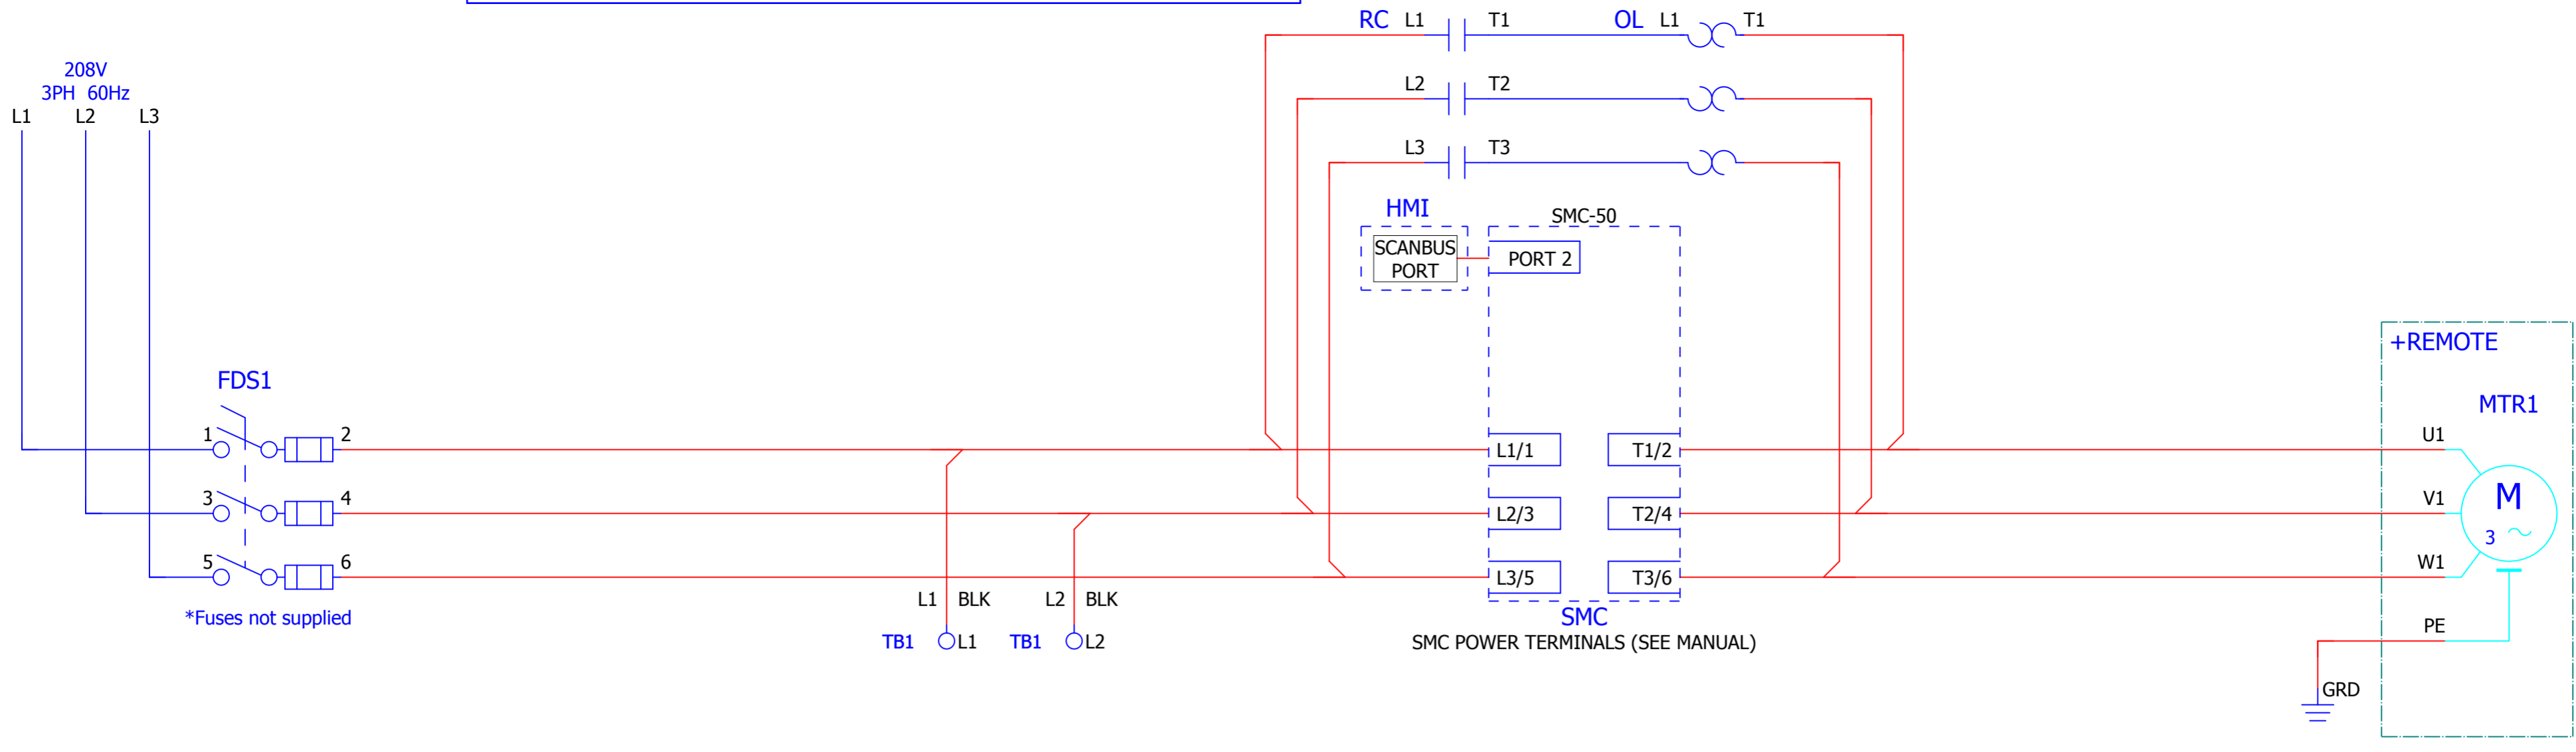 RC L1 T1 OL L1 T1
208V
3PH 60Hz
L1 L2 L3
L2 T2
L3 T3
HMI
SCANBUS
PORT
SMC-50
PORT 2
FDS1
1 2
3 4
5 6
*Fuses not supplied
L1 BLK
L2 BLK
TB1 L1
TB1 L2
L1/1 T1/2
L2/3 T2/4
L3/5 T3/6
SMC
SMC POWER TERMINALS (SEE MANUAL)
+REMOTE
MTR1
U1
V1
W1
M
3 ~
PE
GRD